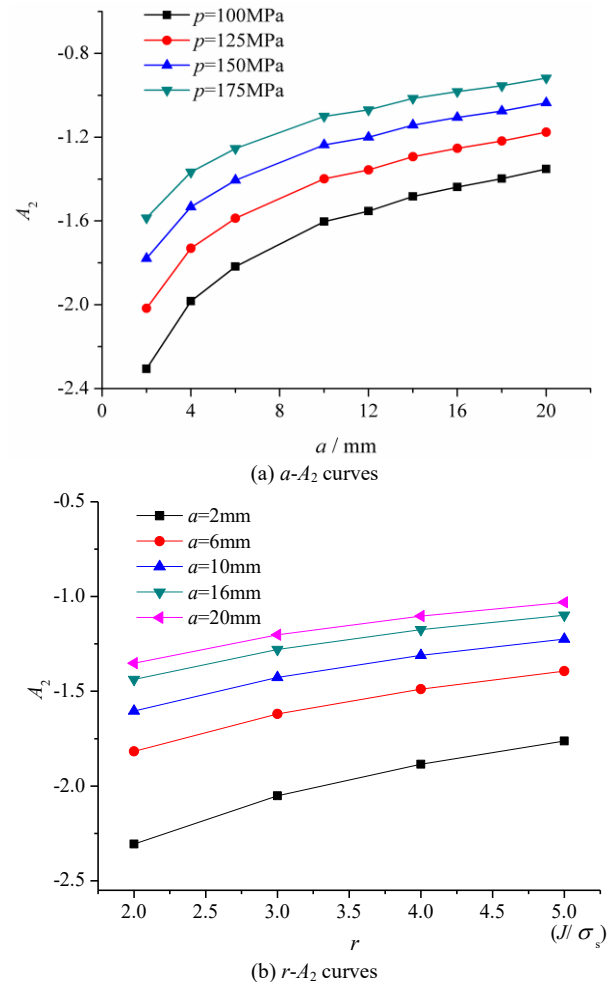 p=100MPa
p=125MPa
p=150MPa
p=175MPa
-0.8
-1.2
-1.6
-2.0
-2.4
A₂
0 4 8 12 16 20
a / mm
(a) a-A₂ curves
-0.5
-1.0
-1.5
-2.0
-2.5
A₂
a=2mm
a=6mm
a=10mm
a=16mm
a=20mm
2.0 2.5 3.0 3.5 4.0 4.5 5.0
r
(J/σₛ)
(b) r-A₂ curves